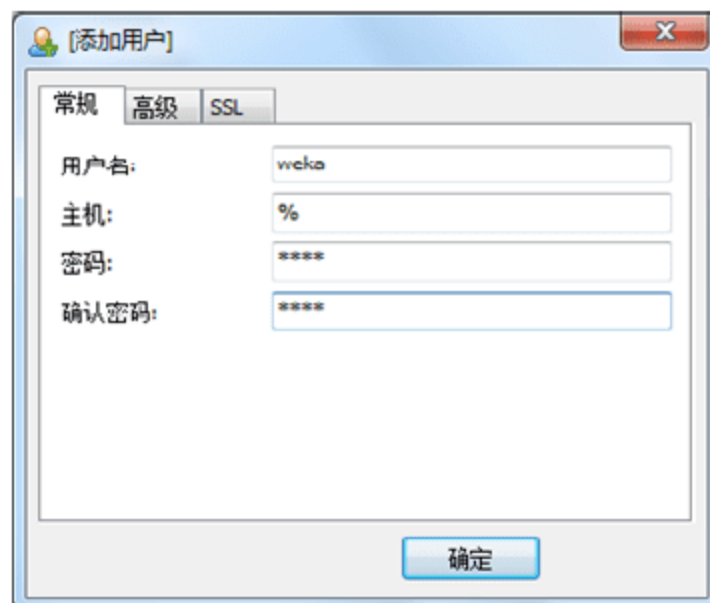 [添加用户]
常规 高级 SSL
用户名: weka
主机: %
密码: ****
确认密码: ****
确定